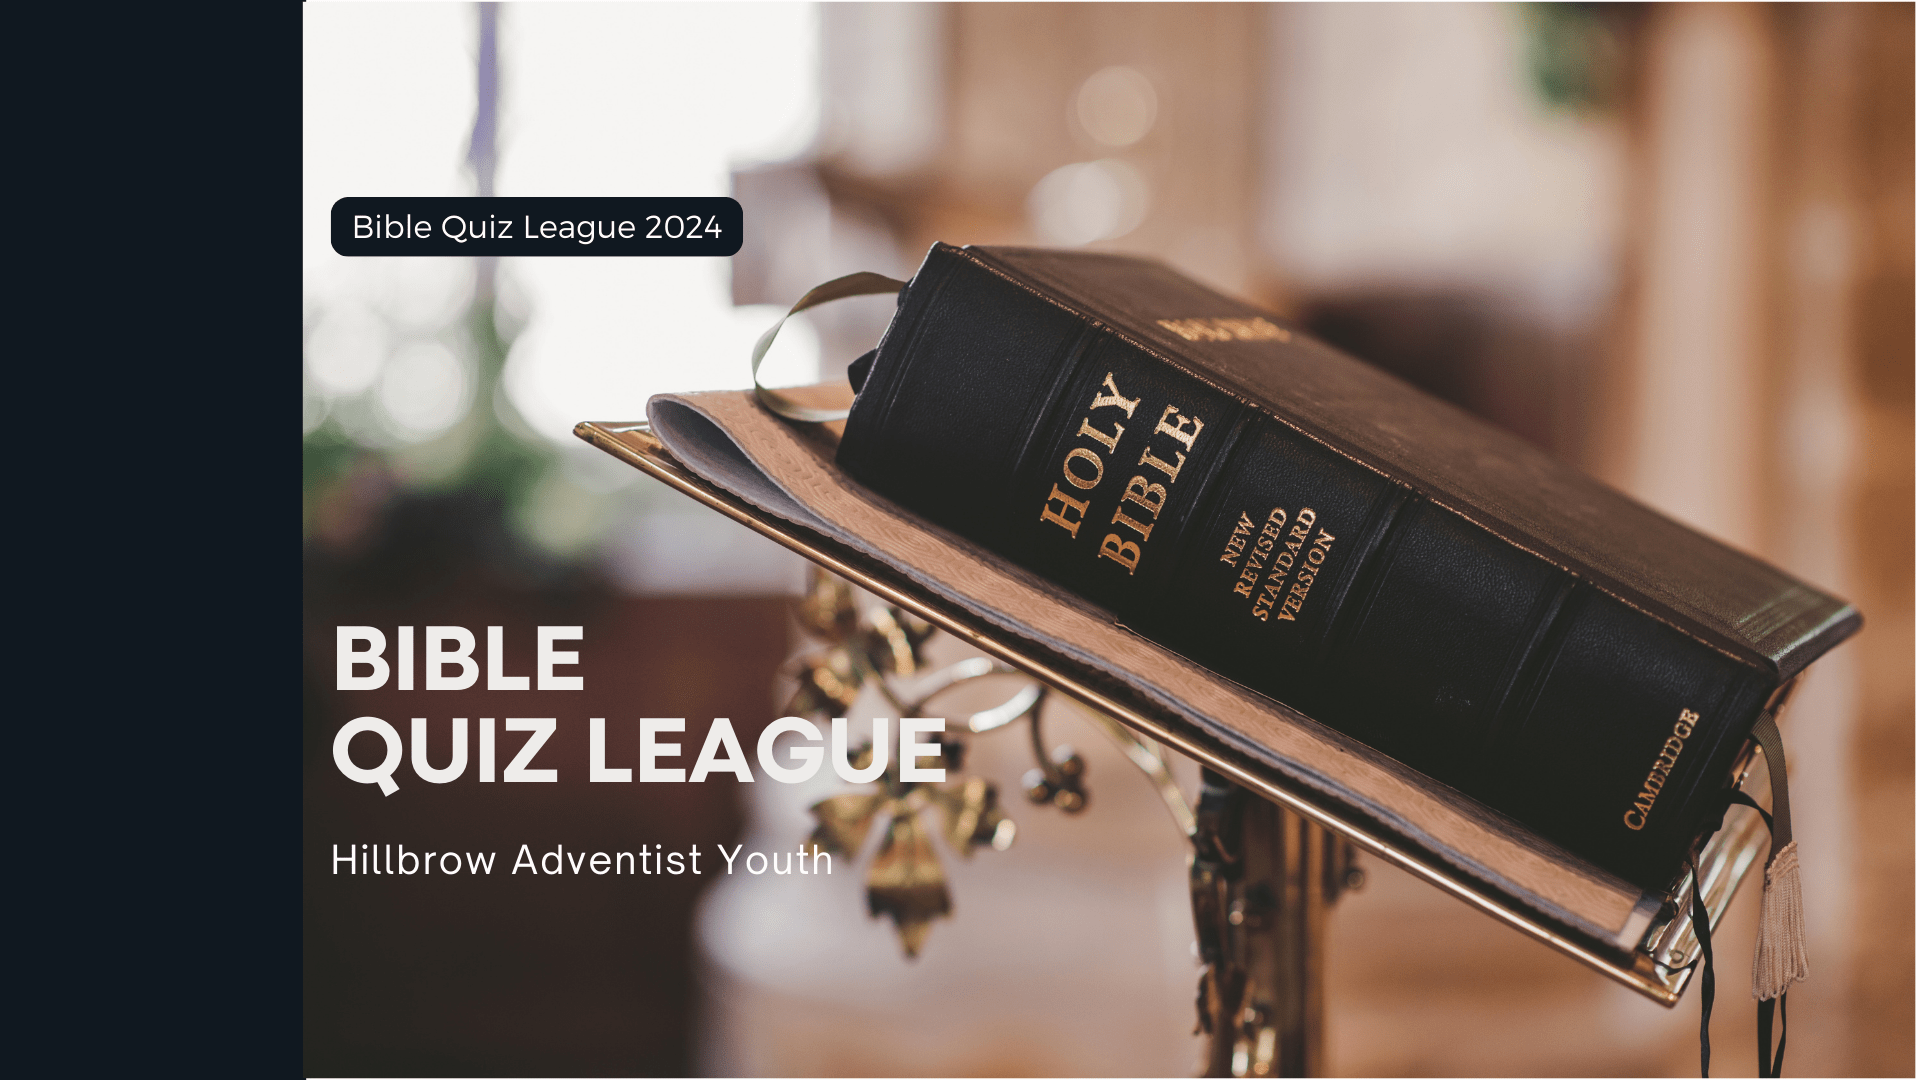 Bible Quiz League 2024
HOLY
BIBLE
NEW
REVISED
STANDARD
VERSION
CAMBRIDGE
BIBLE
QUIZ LEAGUE
Hillbrow Adventist Youth